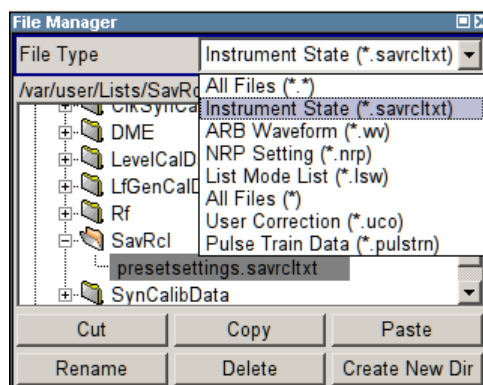 File Manager
File Type
Instrument State (*.savrcltxt)
/var/user/Lists/SavRc
All Files (*.*)
Instrument State (*.savrcltxt)
ARB Waveform (*.wv)
NRP Setting (*.nrp)
List Mode List (*.lsw)
All Files (*)
User Correction (*.uco)
Pulse Train Data (*.pulstrn)
DME
LevelCalD
LfGenCalD
Rf
SavRcl
presetsettings.savrcltxt
SynCalibData
Cut Copy Paste
Rename Delete Create New Dir